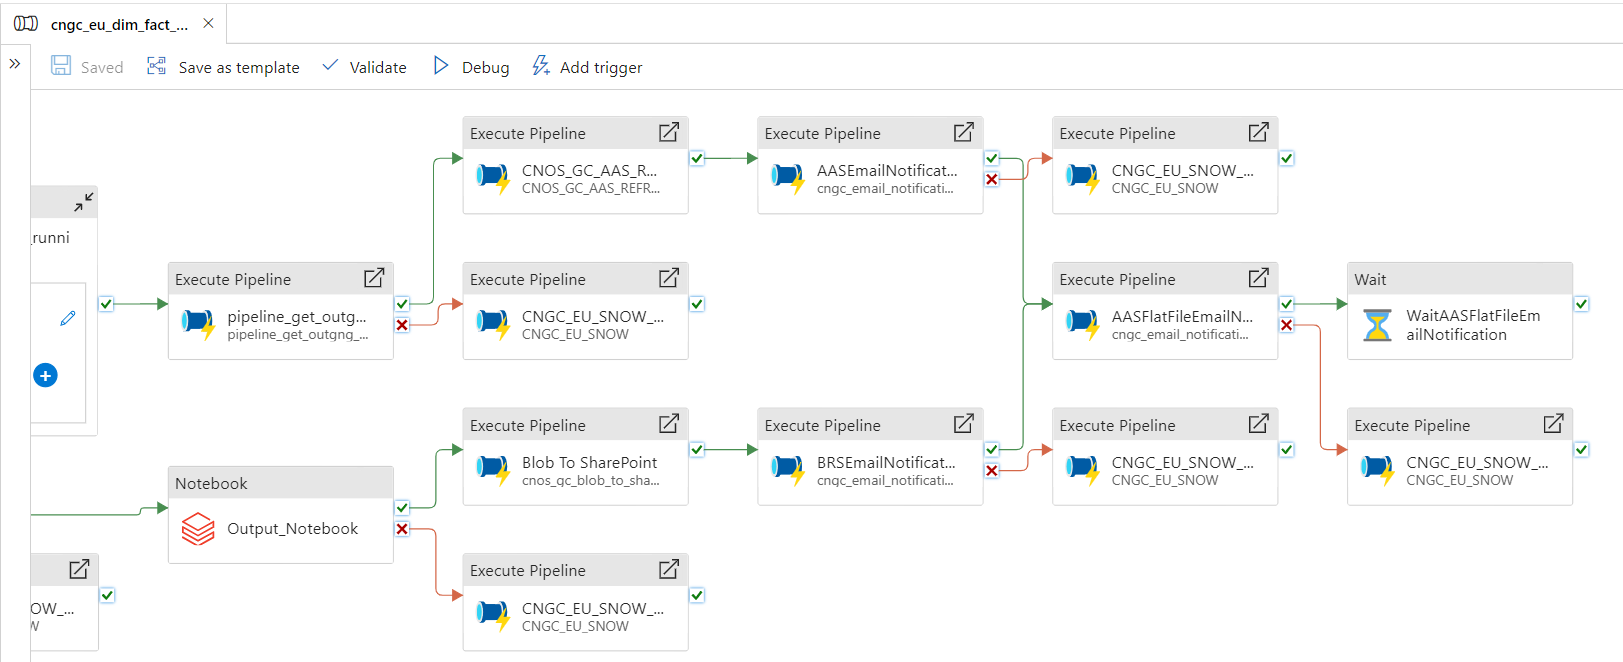 cngc_eu_dim_fact_...
Saved
Save as template
Validate
Debug
Add trigger
Execute Pipeline
CNOS_GC_AAS_R...
CNOS_GC_AAS_REFR...
Execute Pipeline
AASEmailNotificat...
cngc_email_notificati...
Execute Pipeline
CNGC_EU_SNOW_...
CNGC_EU_SNOW
_runni
Execute Pipeline
pipeline_get_outg...
pipeline_get_outgng_...
Execute Pipeline
CNGC_EU_SNOW_...
CNGC_EU_SNOW
Execute Pipeline
AASFlatFileEmailN...
cngc_email_notificati...
Wait
WaitAASFlatFileEm
ailNotification
Execute Pipeline
Blob To SharePoint
cnos_gc_blob_to_sha...
Execute Pipeline
BRSEmailNotificat...
cngc_email_notificati...
Execute Pipeline
CNGC_EU_SNOW_...
CNGC_EU_SNOW
Execute Pipeline
CNGC_EU_SNOW_...
CNGC_EU_SNOW
Notebook
Output_Notebook
OW_...
W
Execute Pipeline
CNGC_EU_SNOW_...
CNGC_EU_SNOW